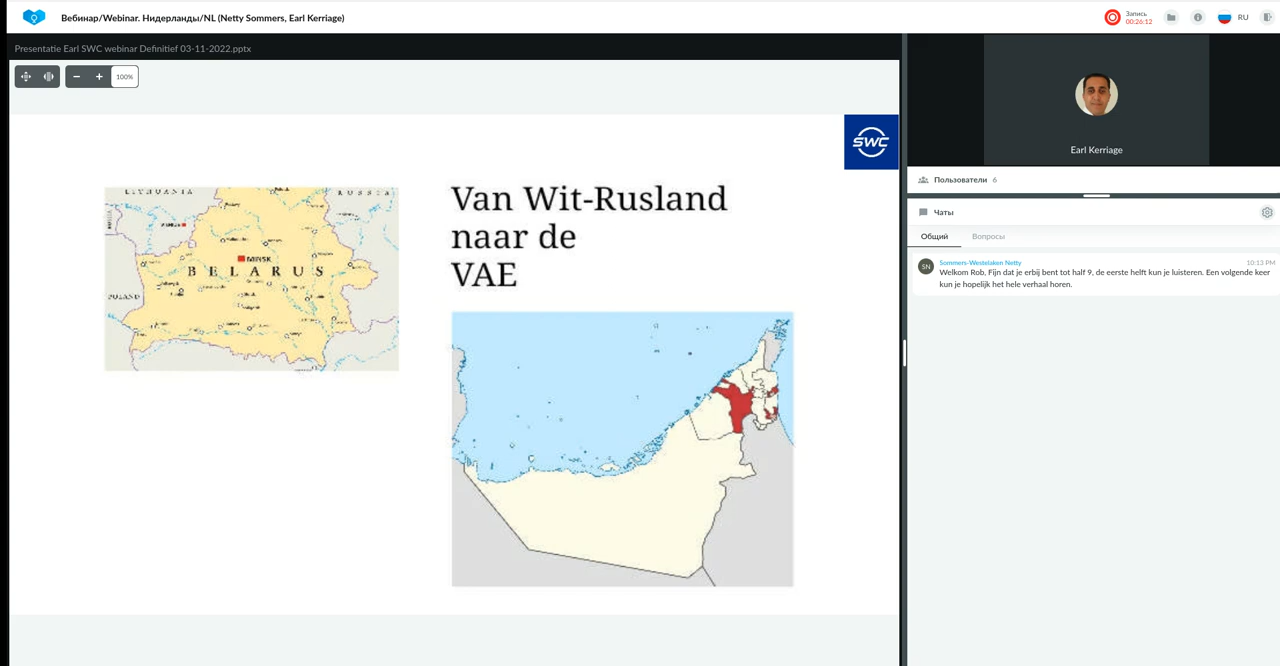 Вебинар/Webinar. Нидерланды/NL (Netty Sommers, Earl Kerriage)
Запись
00:26:12
RU
Presentatie Earl SWC webinar Definitief 03-11-2022.pptx
100%
SWC
LITHUANIA
RUSSIA
MINSK
BELARUS
POLAND
Van Wit-Rusland
naar de
VAE
Earl Kerriage
Пользователи 6
Чаты
Общий
Вопросы
SN
Sommers-Westelaken Netty
10:13 PM
Welkom Rob, Fijn dat je erbij bent tot half 9, de eerste helft kun je luisteren. Een volgende keer
kun je hopelijk het hele verhaal horen.